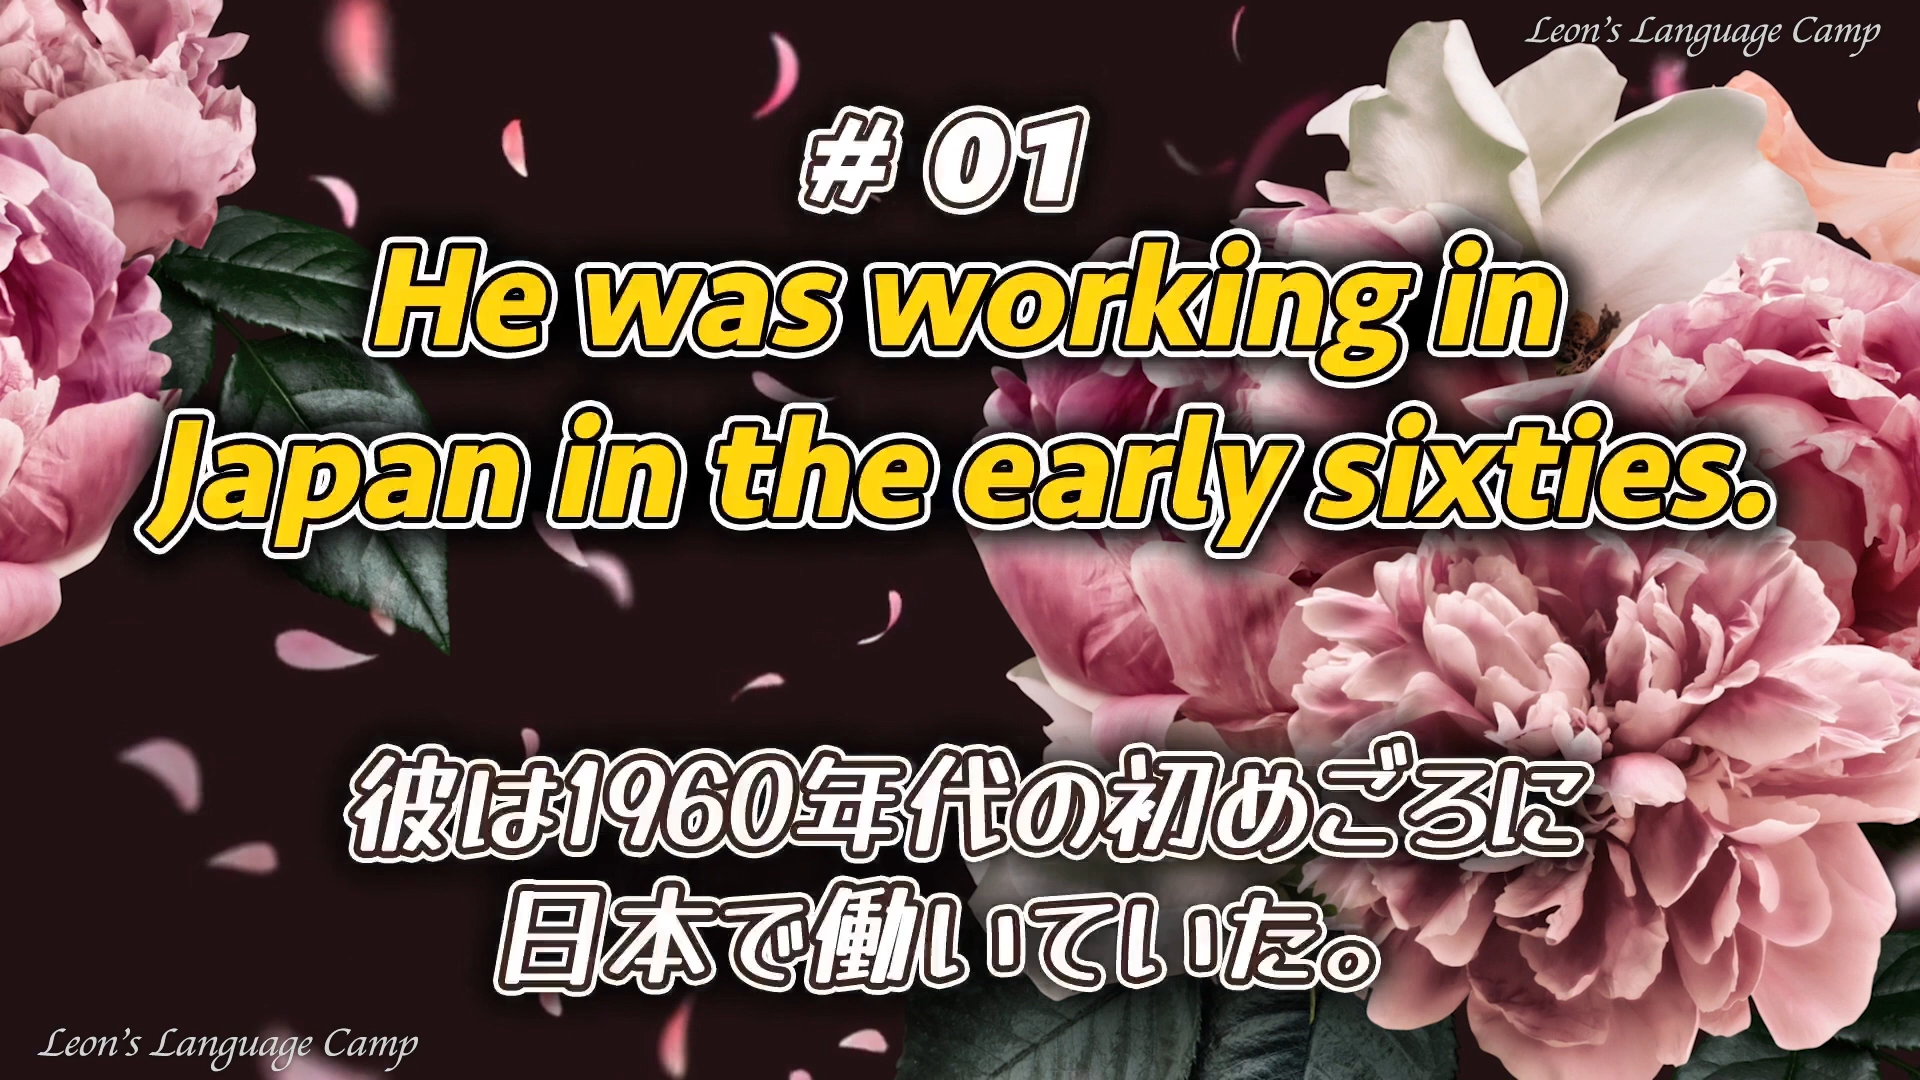 Leon's Language Camp
# 01
He was working in
Japan in the early sixties.
彼は1960年代の初めごろに
日本で働いていた。
Leon's Language Camp